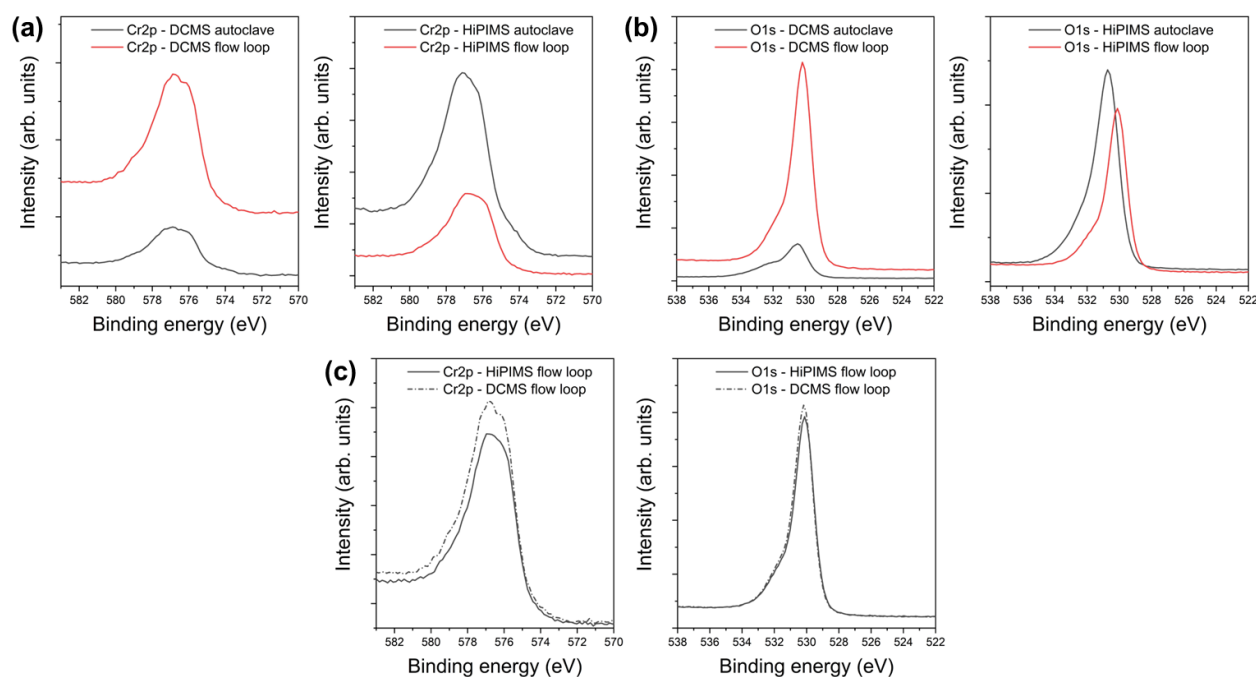 (a)
Cr2p - DCMS autoclave
Cr2p - DCMS flow loop
Intensity (arb. units)
582 580 578 576 574 572 570
Binding energy (eV)
Cr2p - HiPIMS autoclave
Cr2p - HiPIMS flow loop
Intensity (arb. units)
582 580 578 576 574 572 570
Binding energy (eV)
(b)
O1s - DCMS autoclave
O1s - DCMS flow loop
Intensity (arb. units)
538 536 534 532 530 528 526 524 522
Binding energy (eV)
O1s - HiPIMS autoclave
O1s - HiPIMS flow loop
Intensity (arb. units)
538 536 534 532 530 528 526 524 522
Binding energy (eV)
(c)
Cr2p - HiPIMS flow loop
Cr2p - DCMS flow loop
Intensity (arb. units)
582 580 578 576 574 572 570
Binding energy (eV)
O1s - HiPIMS flow loop
O1s - DCMS flow loop
Intensity (arb. units)
538 536 534 532 530 528 526 524 522
Binding energy (eV)